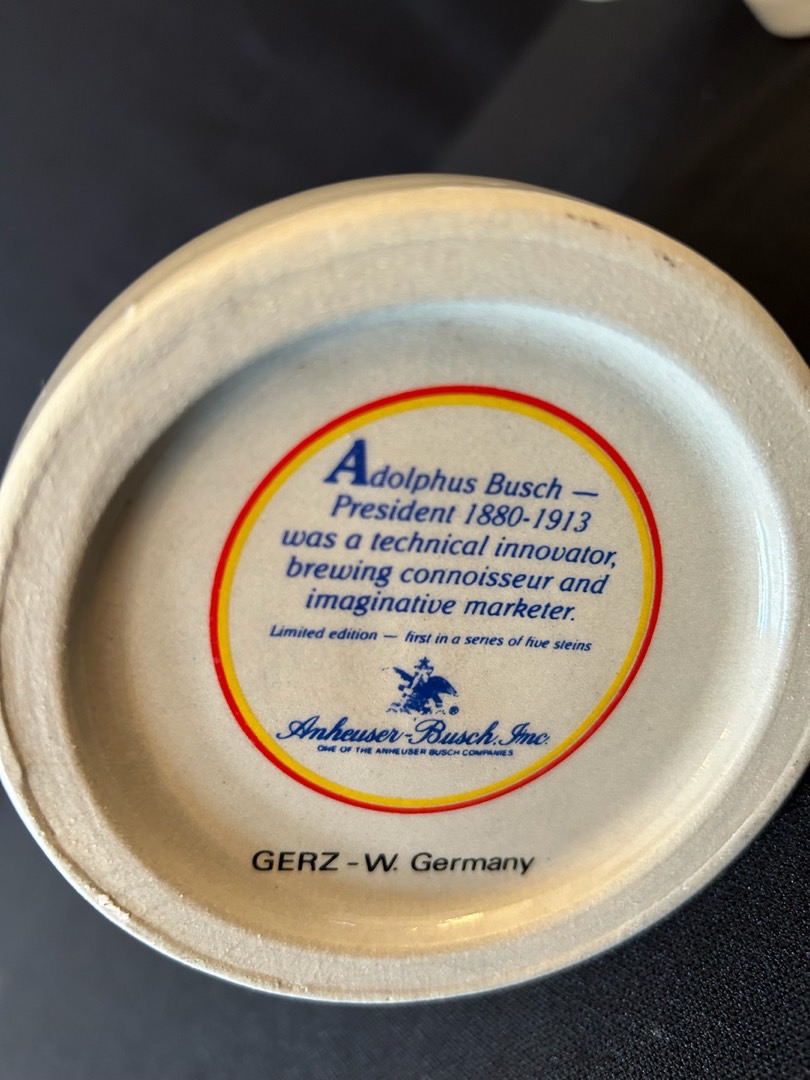 Adolphus Busch —
President 1880-1913
was a technical innovator,
brewing connoisseur and
imaginative marketer.
Limited edition — first in a series of five steins
®
Anheuser-Busch, Inc.
ONE OF THE ANHEUSER BUSCH COMPANIES
GERZ - W. Germany